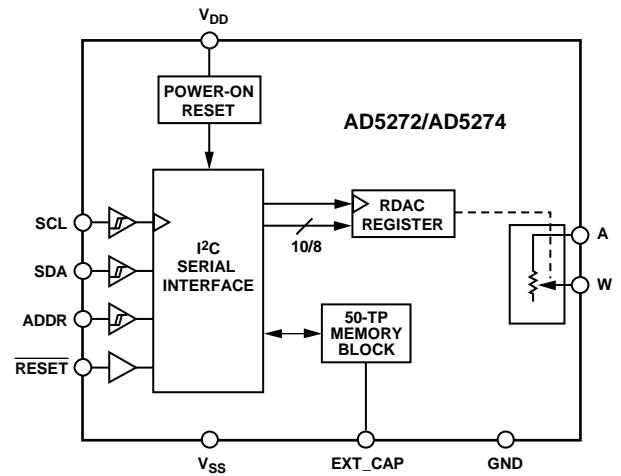 VDD
POWER-ON
RESET
AD5272/AD5274
SCL
SDA
ADDR
RESET
I2C
SERIAL
INTERFACE
10/8
RDAC
REGISTER
A
W
50-TP
MEMORY
BLOCK
VSS
EXT_CAP
GND